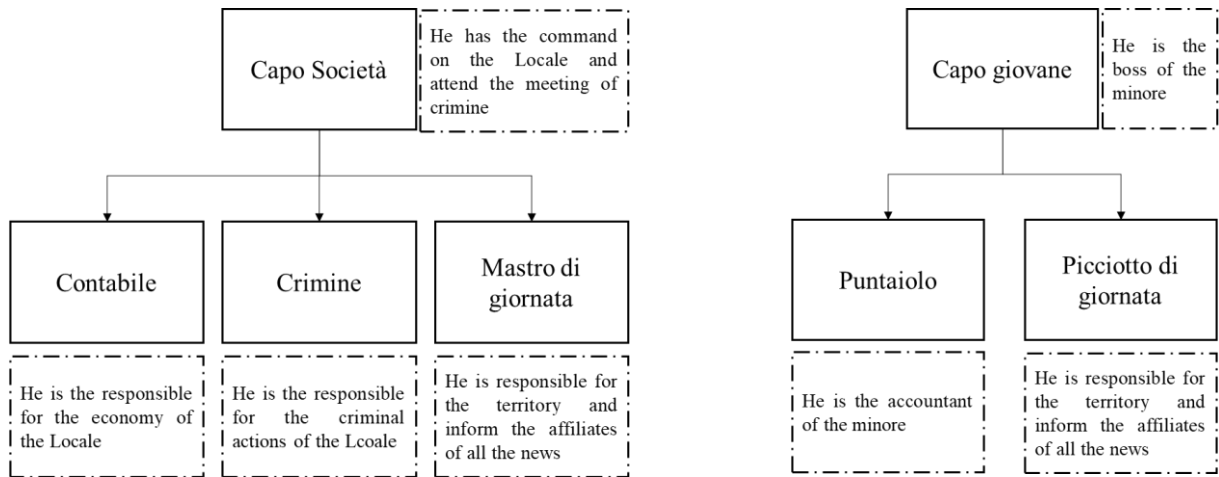 Capo Società
He has the command
on the Locale and
attend the meeting of
crimine
Capo giovane
He is the
boss of the
minore
Contabile
Crimine
Mastro di
giornata
Puntaiolo
Picciotto di
giornata
He is the responsible
for the economy of
the Locale
He is the responsible
for the criminal
actions of the Lcoale
He is responsible for
the territory and
inform the affiliates
of all the news
He is the accountant
of the minore
He is responsible for
the territory and
inform the affiliates
of all the news